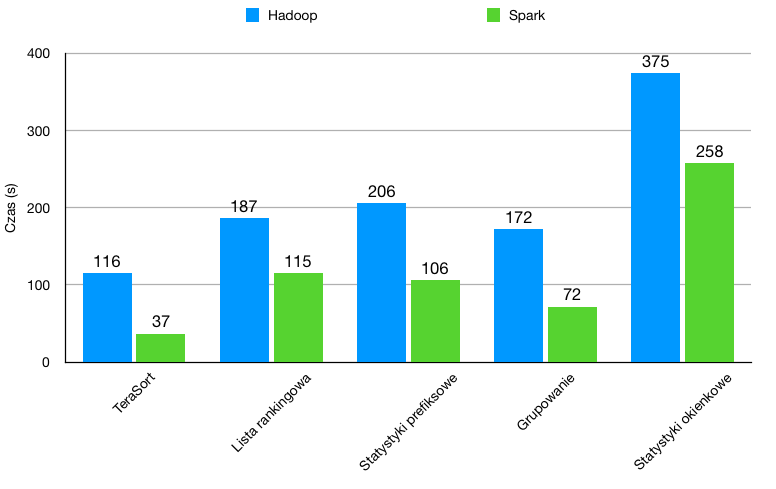 Hadoop
Spark
Czas (s)
400
300
200
100
0
116
37
187
115
206
106
172
72
375
258
TeraSort
Lista rankingowa
Statystyki prefiksowe
Grupowanie
Statystyki okienkowe